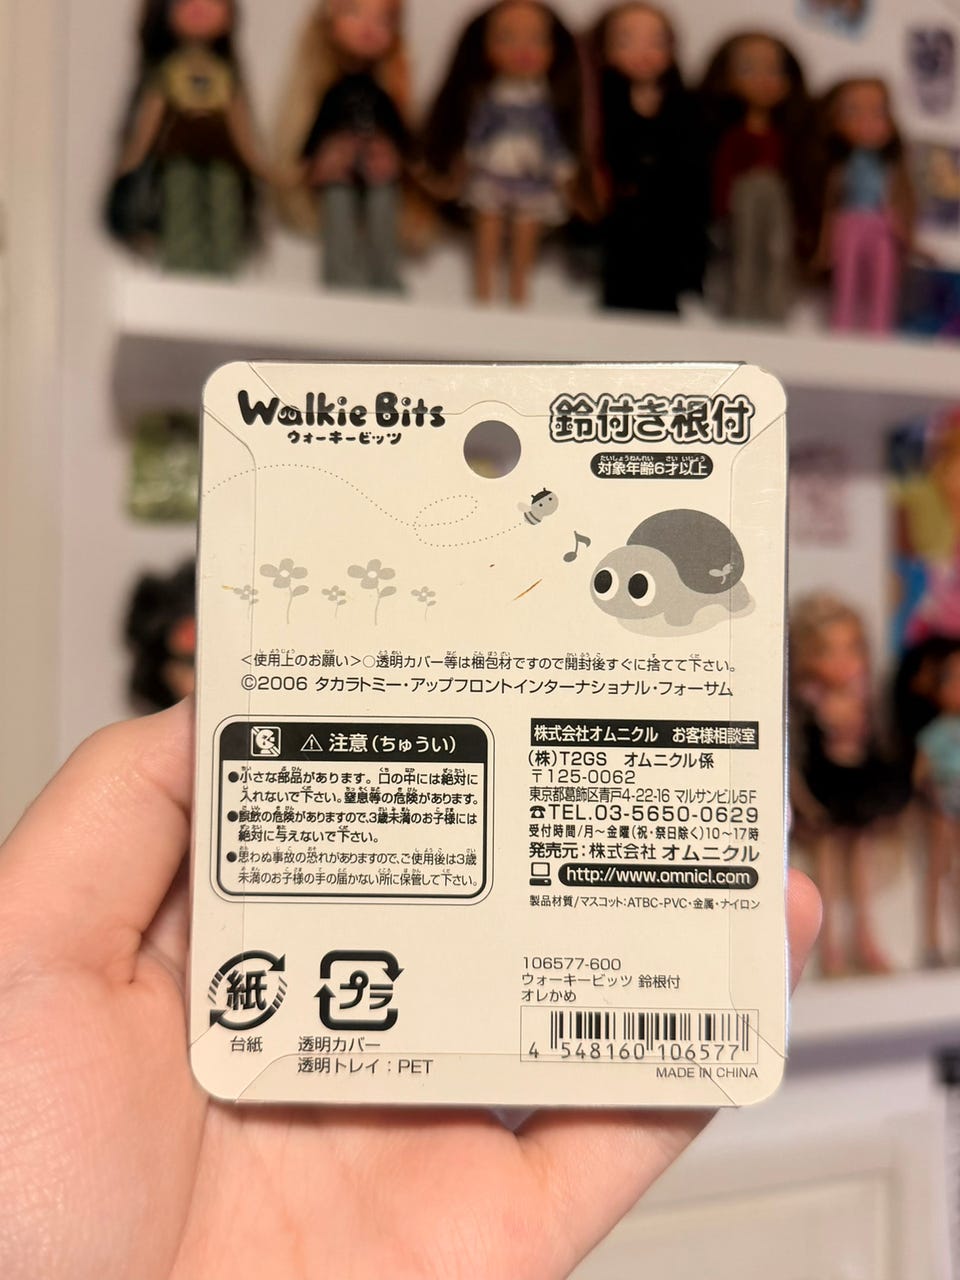 Walkie Bits
ウォーキービッツ
鈴付き根付
たいしょうねんれい さい いじょう
対象年齢6才以上
<使用上のお願い>○透明カバー等は梱包材ですので開封後すぐに捨てて下さい。
©2006 タカラトミー・アップフロントインターナショナル・フォーサム
⚠注意(ちゅうい)
●小さな部品があります。口の中には絶対に
入れないで下さい。窒息等の危険があります。
●誤飲の危険がありますので、3歳未満のお子様には
絶対に与えないで下さい。
●思わぬ事故の恐れがありますので、ご使用後は3歳
未満のお子様の手の届かない所に保管して下さい。
株式会社オムニクル お客様相談室
(株)T2GS オムニクル係
〒125-0062
東京都葛飾区青戸4-22-16 マルサンビル5F
☎TEL.03-5650-0629
受付時間/月~金曜(祝・祭日除く)10~17時
発売元:株式会社 オムニクル
http://www.omnicl.com
製品材質/マスコット:ATBC-PVC・金属・ナイロン
紙
台紙
プラ
透明カバー
透明トレイ:PET
106577-600
ウォーキービッツ 鈴根付
オレかめ
4 548160 106577
MADE IN CHINA